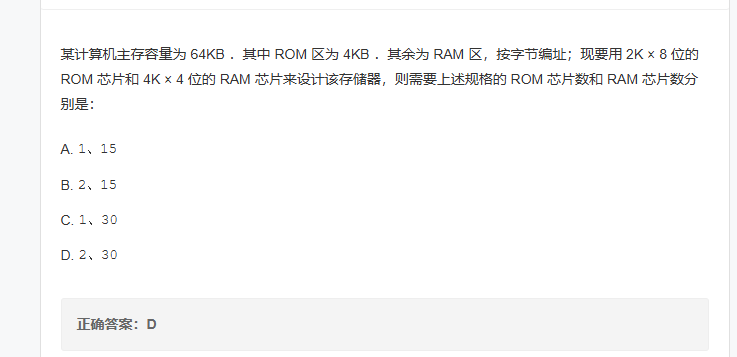 某计算机主存容量为 64KB ．其中 ROM 区为 4KB ．其余为 RAM 区，按字节编址；现要用 2K × 8 位的
ROM 芯片和 4K × 4 位的 RAM 芯片来设计该存储器，则需要上述规格的 ROM 芯片数和 RAM 芯片数分
别是：
A. 1、15
B. 2、15
C. 1、30
D. 2、30
正确答案：D